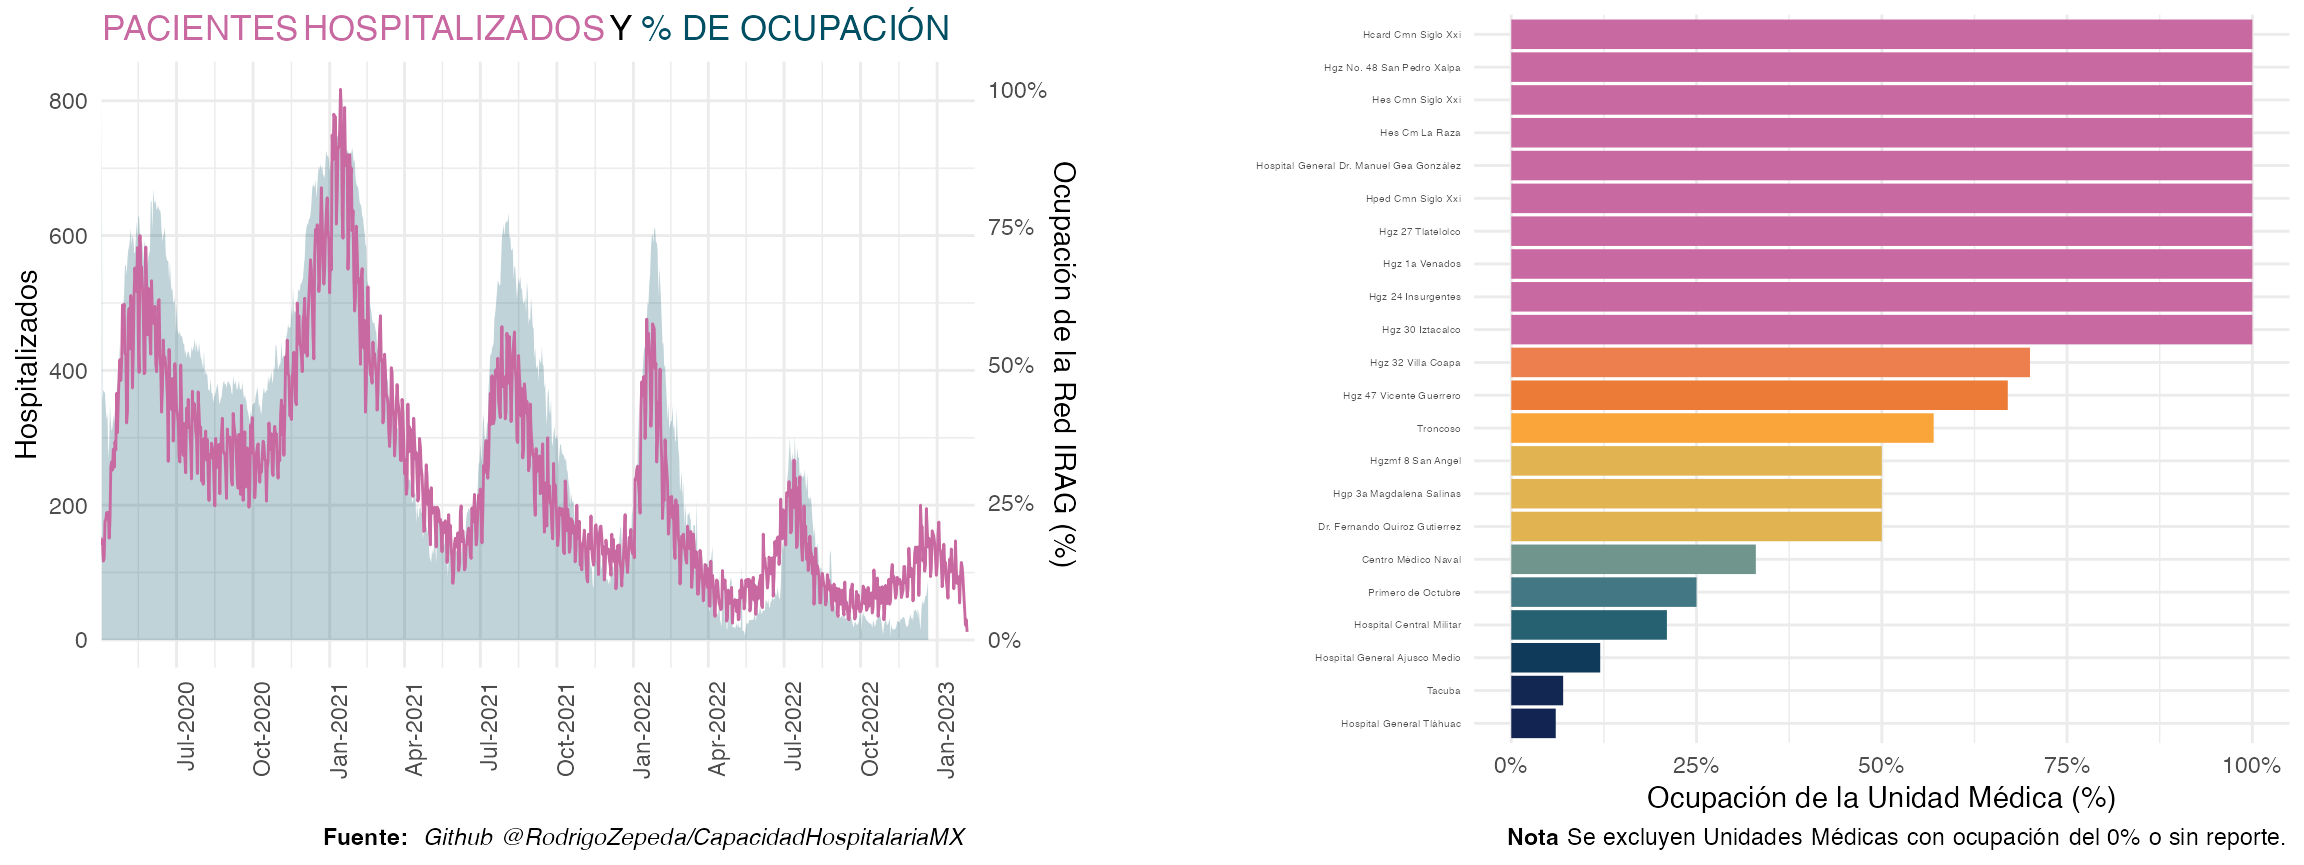 PACIENTES HOSPITALIZADOS Y % DE OCUPACIÓN
Hospitalizados
800
600
400
200
0
100%
75%
50%
25%
0%
Ocupación de la Red IRAG (%)
Jul-2020
Oct-2020
Jan-2021
Apr-2021
Jul-2021
Oct-2021
Jan-2022
Apr-2022
Jul-2022
Oct-2022
Jan-2023
Fuente: Github @RodrigoZepeda/CapacidadHospitalariaMX
Hcard Cmn Siglo Xxi
Hgz No. 48 San Pedro Xalpa
Hes Cmn Siglo Xxi
Hes Cm La Raza
Hospital General Dr. Manuel Gea González
Hped Cmn Siglo Xxi
Hgz 27 Tlatelolco
Hgz 1a Venados
Hgz 24 Insurgentes
Hgz 30 Iztacalco
Hgz 32 Villa Coapa
Hgz 47 Vicente Guerrero
Troncoso
Hgzmf 8 San Angel
Hgp 3a Magdalena Salinas
Dr. Fernando Quiroz Gutierrez
Centro Médico Naval
Primero de Octubre
Hospital Central Militar
Hospital General Ajusco Medio
Tacuba
Hospital General Tláhuac
0%
25%
50%
75%
100%
Ocupación de la Unidad Médica (%)
Nota Se excluyen Unidades Médicas con ocupación del 0% o sin reporte.